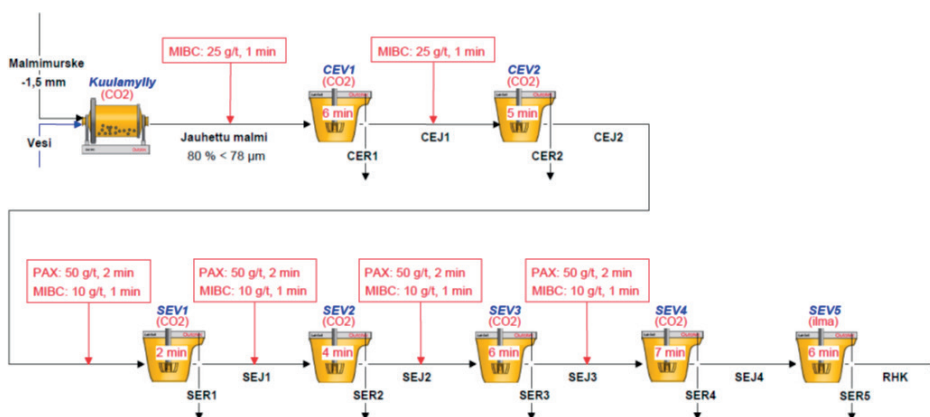 Malmimurske
-1,5 mm
Vesi
Kuulamylly
(CO2)
MIBC: 25 g/t, 1 min
Jauhettu malmi
80 % < 78 µm
CEV1
(CO2)
6 min
CER1
MIBC: 25 g/t, 1 min
CEJ1
CEV2
(CO2)
5 min
CER2
CEJ2
PAX: 50 g/t, 2 min
MIBC: 10 g/t, 1 min
SEV1
(CO2)
2 min
SER1
PAX: 50 g/t, 2 min
MIBC: 10 g/t, 1 min
SEJ1
SEV2
(CO2)
4 min
SER2
PAX: 50 g/t, 2 min
MIBC: 10 g/t, 1 min
SEJ2
SEV3
(CO2)
6 min
SER3
PAX: 50 g/t, 2 min
MIBC: 10 g/t, 1 min
SEJ3
SEV4
(CO2)
7 min
SER4
SEJ4
SEV5
(ilma)
6 min
SER5
RHK